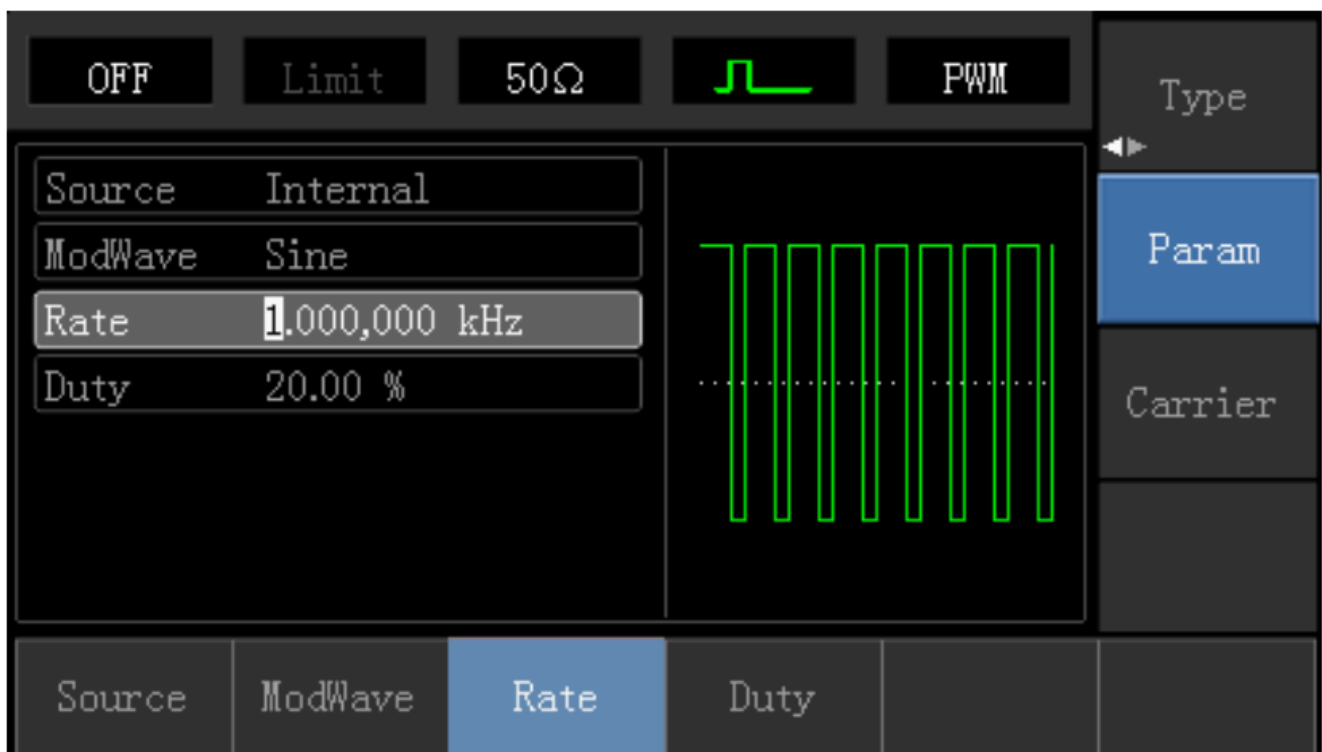 OFF Limit 50Ω PWM
Type
Source Internal
ModWave Sine
Rate 1.000,000 kHz
Duty 20.00 %
Param
Carrier
Source ModWave Rate Duty